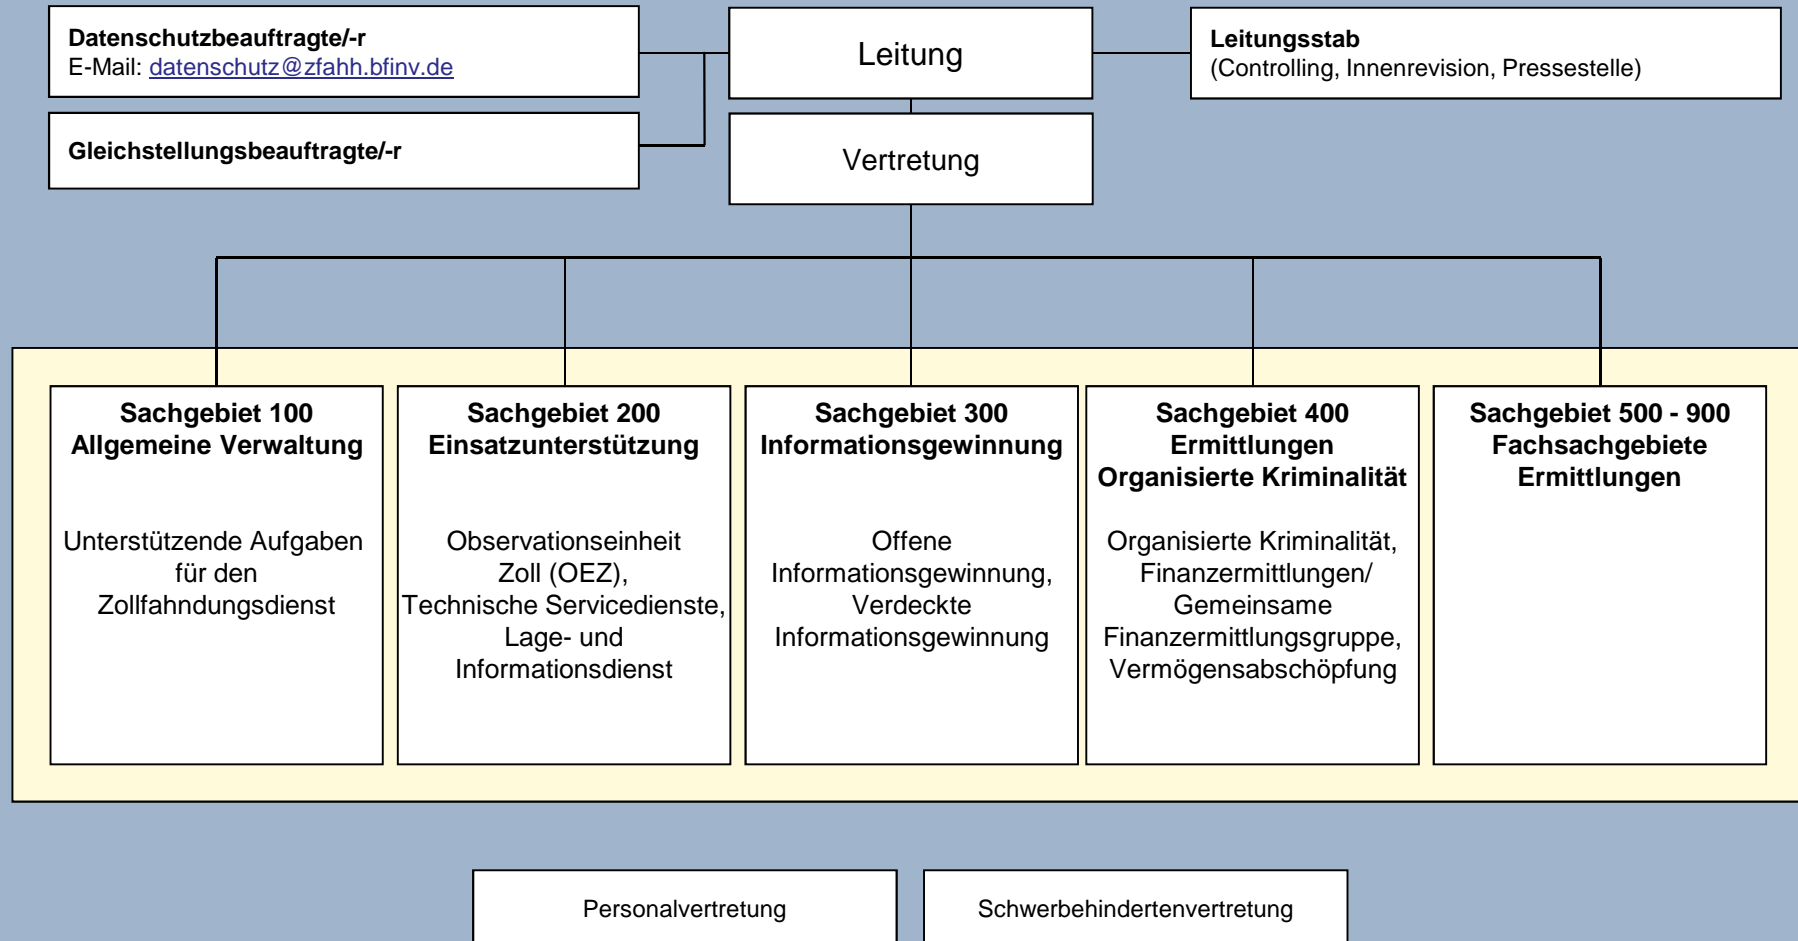 Datenschutzbeauftragte/-r
E-Mail: datenschutz@zfahh.bfinv.de
Gleichstellungsbeauftragte/-r
Leitung
Vertretung
Leitungsstab
(Controlling, Innenrevision, Pressestelle)
Sachgebiet 100
Allgemeine Verwaltung
Unterstützende Aufgaben
für den
Zollfahndungsdienst
Sachgebiet 200
Einsatzunterstützung
Observationseinheit
Zoll (OEZ),
Technische Servicedienste,
Lage- und
Informationsdienst
Sachgebiet 300
Informationsgewinnung
Offene
Informationsgewinnung,
Verdeckte
Informationsgewinnung
Sachgebiet 400
Ermittlungen
Organisierte Kriminalität
Organisierte Kriminalität,
Finanzermittlungen/
Gemeinsame
Finanzermittlungsgruppe,
Vermögensabschöpfung
Sachgebiet 500 - 900
Fachsachgebiete
Ermittlungen
Personalvertretung
Schwerbehindertenvertretung